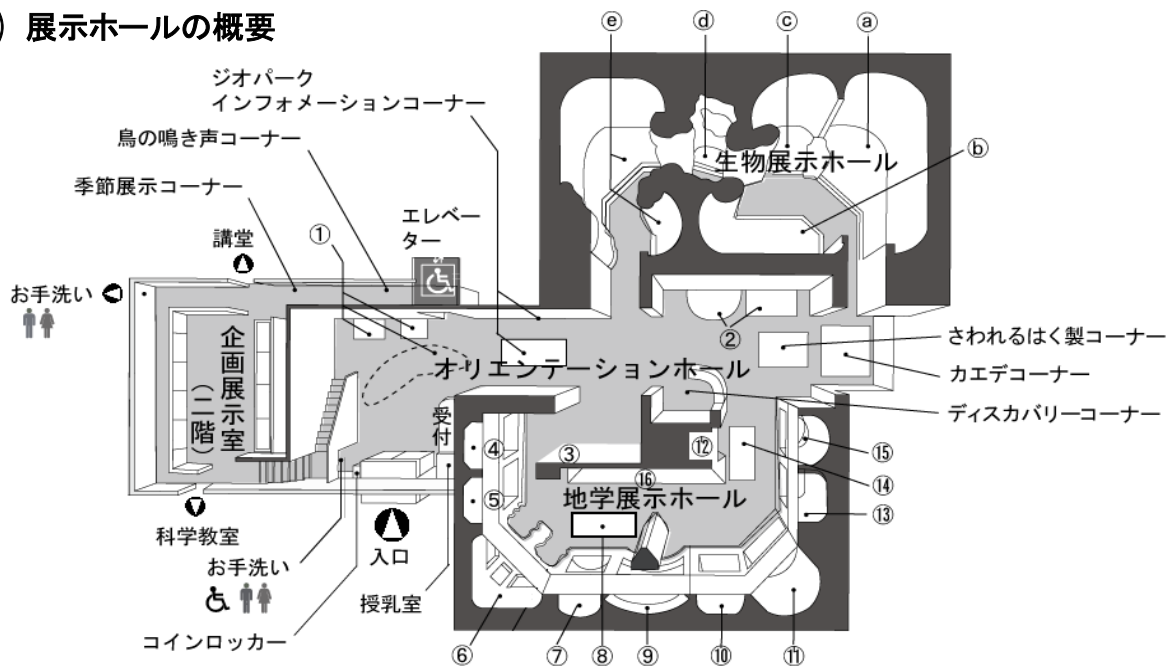 ) 展示ホールの概要
ⓔ ⓓ ⓒ ⓐ
ジオパーク
インフォメーションコーナー
鳥の鳴き声コーナー
季節展示コーナー
生物展示ホール
ⓑ
講堂
①
エレベー
ター
お手洗い
企画展示室
（二階）
②
オリエンテーションホール
さわれるはく製コーナー
カエデコーナー
ディスカバリーコーナー
受付
④
③
⑫
⑮
⑯
⑤
地学展示ホール
⑭
⑬
科学教室
入口
お手洗い
授乳室
コインロッカー
⑥ ⑦ ⑧ ⑨ ⑩ ⑪